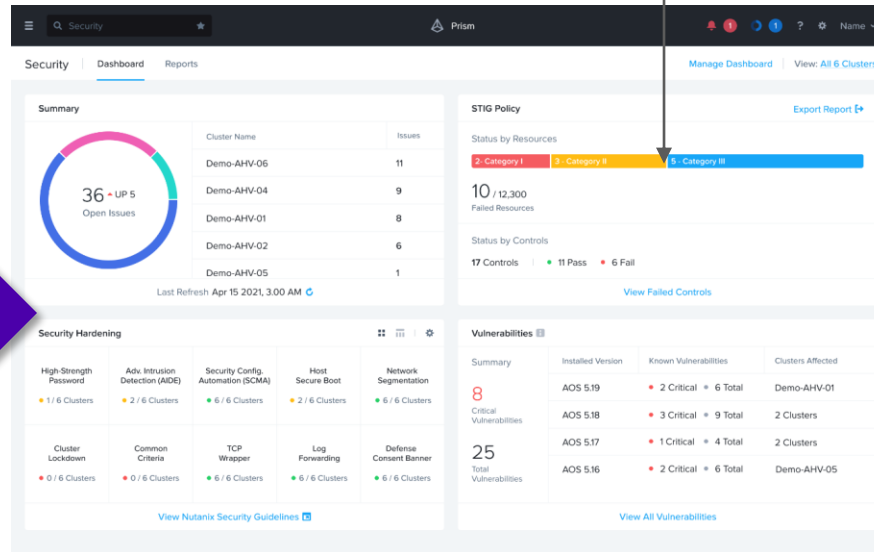 Security
Prism
1
1
?
Name
Security
Dashboard
Reports
Manage Dashboard
View: All 6 Clusters
Summary
Cluster Name Issues
Demo-AHV-06 11
Demo-AHV-04 9
Demo-AHV-01 8
Demo-AHV-02 6
Demo-AHV-05 1
36 UP 5
Open Issues
Last Refresh Apr 15 2021, 3.00 AM
STIG Policy
Export Report
Status by Resources
2- Category I
3 - Category II
5 - Category III
10 / 12,300
Failed Resources
Status by Controls
17 Controls 11 Pass 6 Fail
View Failed Controls
Security Hardening
High-Strength
Password
1 / 6 Clusters
Adv. Intrusion
Detection (AIDE)
2 / 6 Clusters
Security Config.
Automation (SCMA)
6 / 6 Clusters
Host
Secure Boot
2 / 6 Clusters
Network
Segmentation
6 / 6 Clusters
Cluster
Lockdown
0 / 6 Clusters
Common
Criteria
0 / 6 Clusters
TCP
Wrapper
6 / 6 Clusters
Log
Forwarding
6 / 6 Clusters
Defense
Consent Banner
6 / 6 Clusters
View Nutanix Security Guidelines
Vulnerabilities
Summary
8
Critical
Vulnerabilities
25
Total
Vulnerabilities
Installed Version Known Vulnerabilities Clusters Affected
AOS 5.19 2 Critical 6 Total Demo-AHV-01
AOS 5.18 3 Critical 9 Total 2 Clusters
AOS 5.17 1 Critical 4 Total 2 Clusters
AOS 5.16 2 Critical 6 Total Demo-AHV-05
View All Vulnerabilities